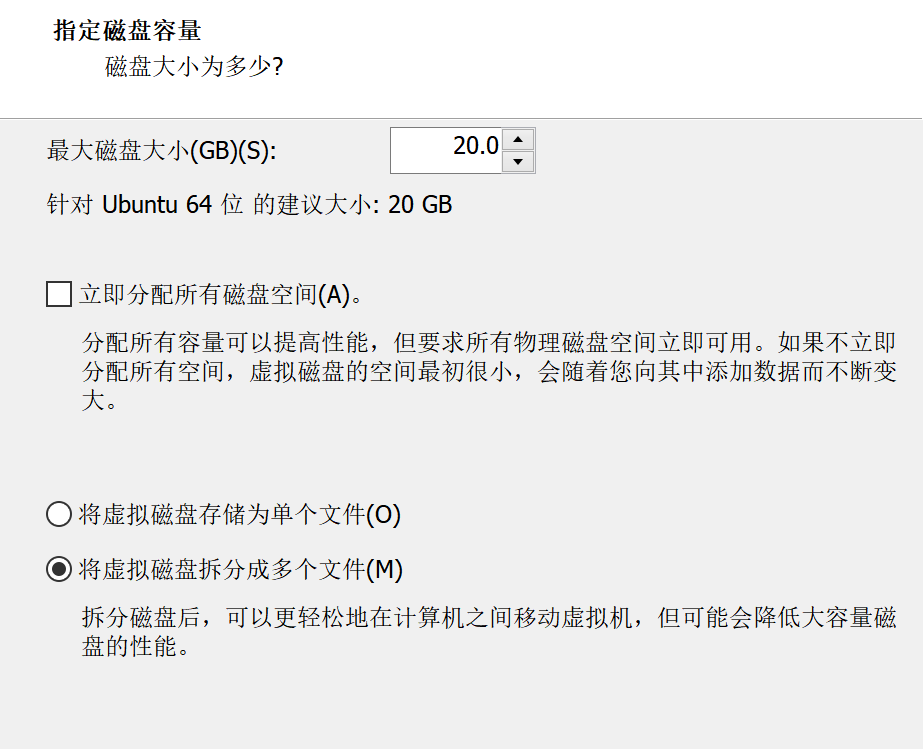 指定磁盘容量
磁盘大小为多少?
最大磁盘大小(GB)(S):
20.0
针对 Ubuntu 64 位 的建议大小: 20 GB
立即分配所有磁盘空间(A)。
分配所有容量可以提高性能，但要求所有物理磁盘空间立即可用。如果不立即
分配所有空间，虚拟磁盘的空间最初很小，会随着您向其中添加数据而不断变
大。
将虚拟磁盘存储为单个文件(O)
将虚拟磁盘拆分成多个文件(M)
拆分磁盘后，可以更轻松地在计算机之间移动虚拟机，但可能会降低大容量磁
盘的性能。